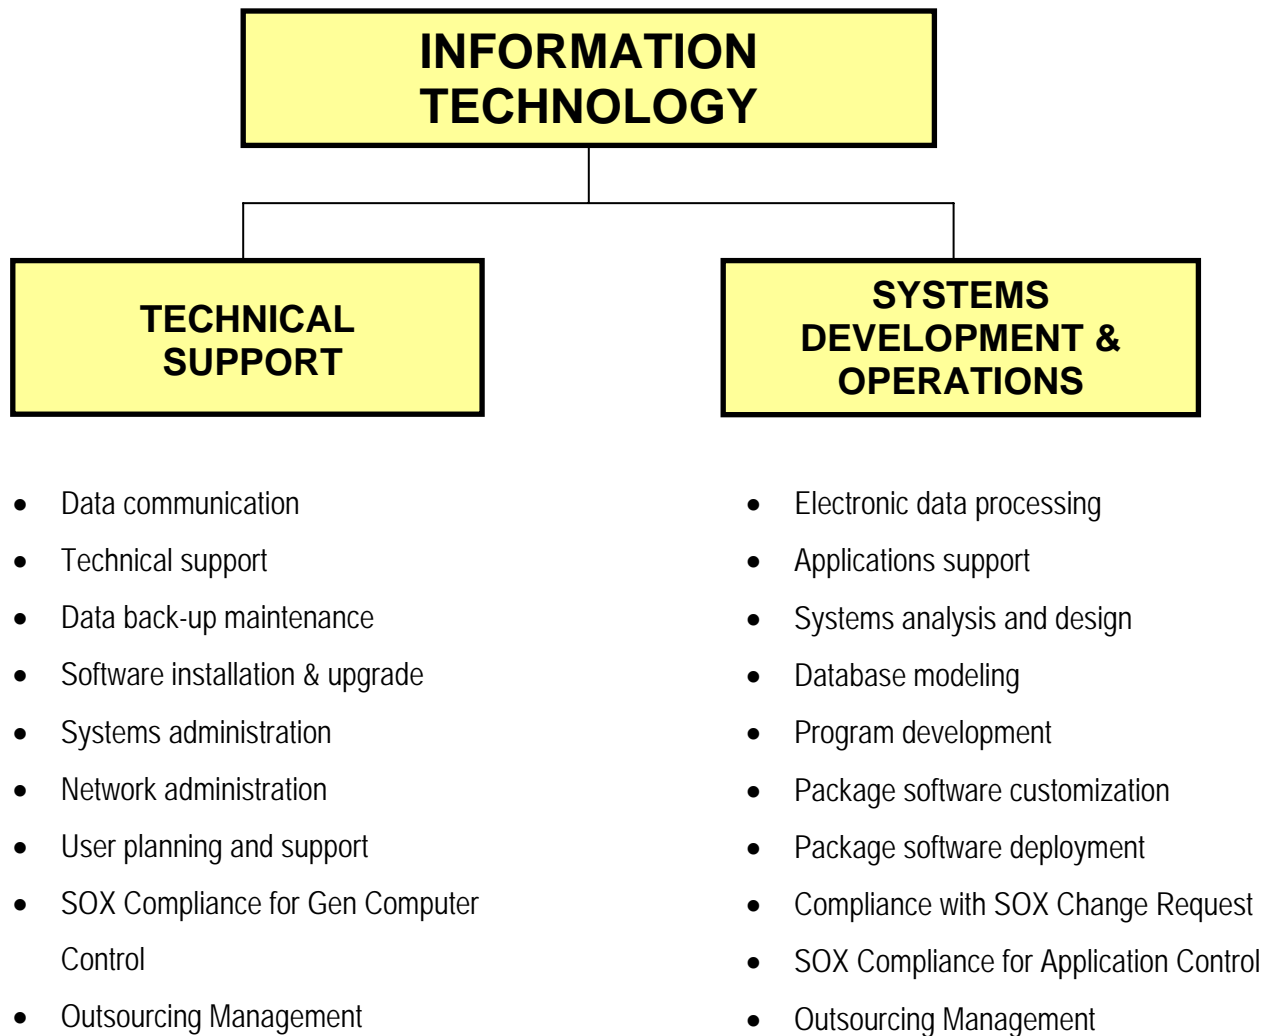 INFORMATION
TECHNOLOGY
TECHNICAL
SUPPORT
SYSTEMS
DEVELOPMENT &
OPERATIONS
• Data communication
• Technical support
• Data back-up maintenance
• Software installation & upgrade
• Systems administration
• Network administration
• User planning and support
• SOX Compliance for Gen Computer
Control
• Outsourcing Management
• Electronic data processing
• Applications support
• Systems analysis and design
• Database modeling
• Program development
• Package software customization
• Package software deployment
• Compliance with SOX Change Request
• SOX Compliance for Application Control
• Outsourcing Management